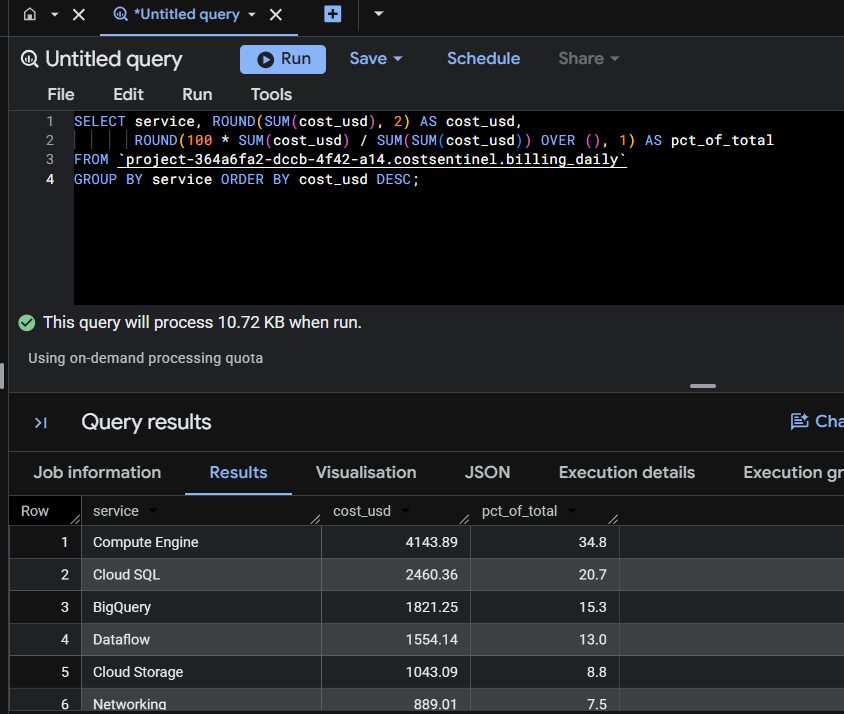 *Untitled query
Untitled query
Run
Save
Schedule
Share
File Edit Run Tools
1 SELECT service, ROUND(SUM(cost_usd), 2) AS cost_usd,
2 ROUND(100 * SUM(cost_usd) / SUM(SUM(cost_usd)) OVER (), 1) AS pct_of_total
3 FROM `project-364a6fa2-dccb-4f42-a14.costsentinel.billing_daily`
4 GROUP BY service ORDER BY cost_usd DESC;
This query will process 10.72 KB when run.
Using on-demand processing quota
Query results
Job information Results Visualisation JSON Execution details Execution
Row service cost_usd pct_of_total
1 Compute Engine 4143.89 34.8
2 Cloud SQL 2460.36 20.7
3 BigQuery 1821.25 15.3
4 Dataflow 1554.14 13.0
5 Cloud Storage 1043.09 8.8
6 Networking 889.01 7.5